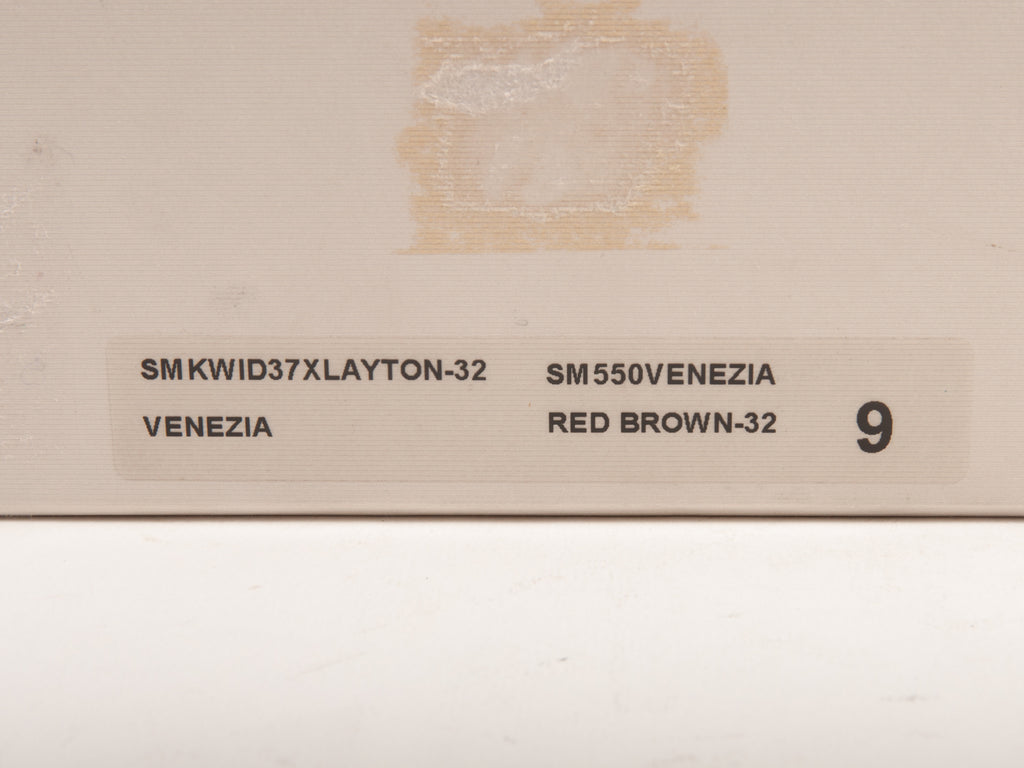 SMKWID37XLAYTON-32 SM550VENEZIA
VENEZIA RED BROWN-32 9